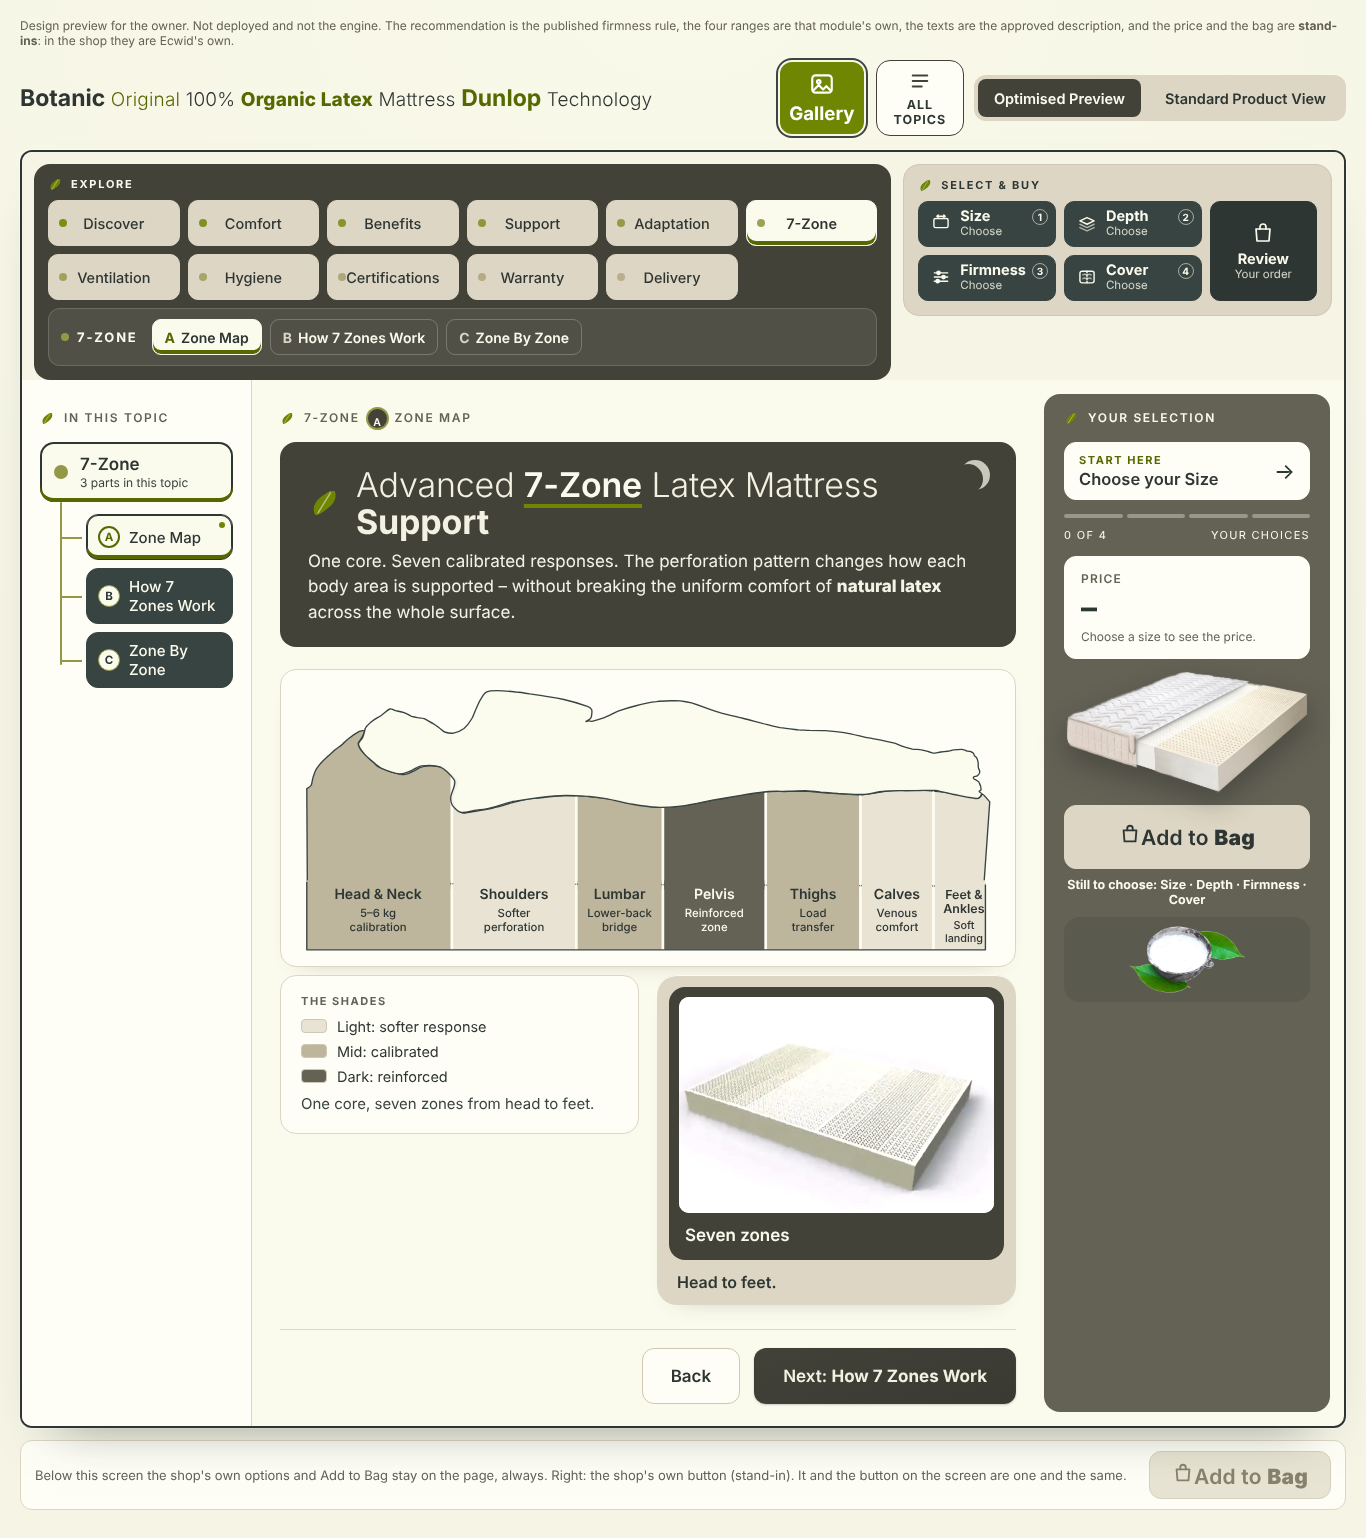 Design preview for the owner. Not deployed and not the engine. The recommendation is the published firmness rule, the four ranges are that module's own, the texts are the approved description, and the price and the bag are stand-
ins: in the shop they are Ecwid's own.
Botanic Original 100% Organic Latex Mattress Dunlop Technology
Gallery
ALL
TOPICS
Optimised Preview
Standard Product View
EXPLORE
Discover
Comfort
Benefits
Support
Adaptation
7-Zone
Ventilation
Hygiene
Certifications
Warranty
Delivery
7-ZONE
A Zone Map
B How 7 Zones Work
C Zone By Zone
SELECT & BUY
Size 1
Choose
Depth 2
Choose
Firmness 3
Choose
Cover 4
Choose
Review
Your order
IN THIS TOPIC
7-Zone
3 parts in this topic
A Zone Map
B How 7
Zones Work
C Zone By
Zone
7-ZONE A ZONE MAP
Advanced 7-Zone Latex Mattress
Support
One core. Seven calibrated responses. The perforation pattern changes how each
body area is supported – without breaking the uniform comfort of natural latex
across the whole surface.
Head & Neck
5–6 kg
calibration
Shoulders
Softer
perforation
Lumbar
Lower-back
bridge
Pelvis
Reinforced
zone
Thighs
Load
transfer
Calves
Venous
comfort
Feet &
Ankles
Soft
landing
THE SHADES
Light: softer response
Mid: calibrated
Dark: reinforced
One core, seven zones from head to feet.
Seven zones
Head to feet.
Back
Next: How 7 Zones Work
YOUR SELECTION
START HERE
Choose your Size
0 OF 4
YOUR CHOICES
PRICE
–
Choose a size to see the price.
Add to Bag
Still to choose: Size · Depth · Firmness ·
Cover
Below this screen the shop's own options and Add to Bag stay on the page, always. Right: the shop's own button (stand-in). It and the button on the screen are one and the same.
Add to Bag